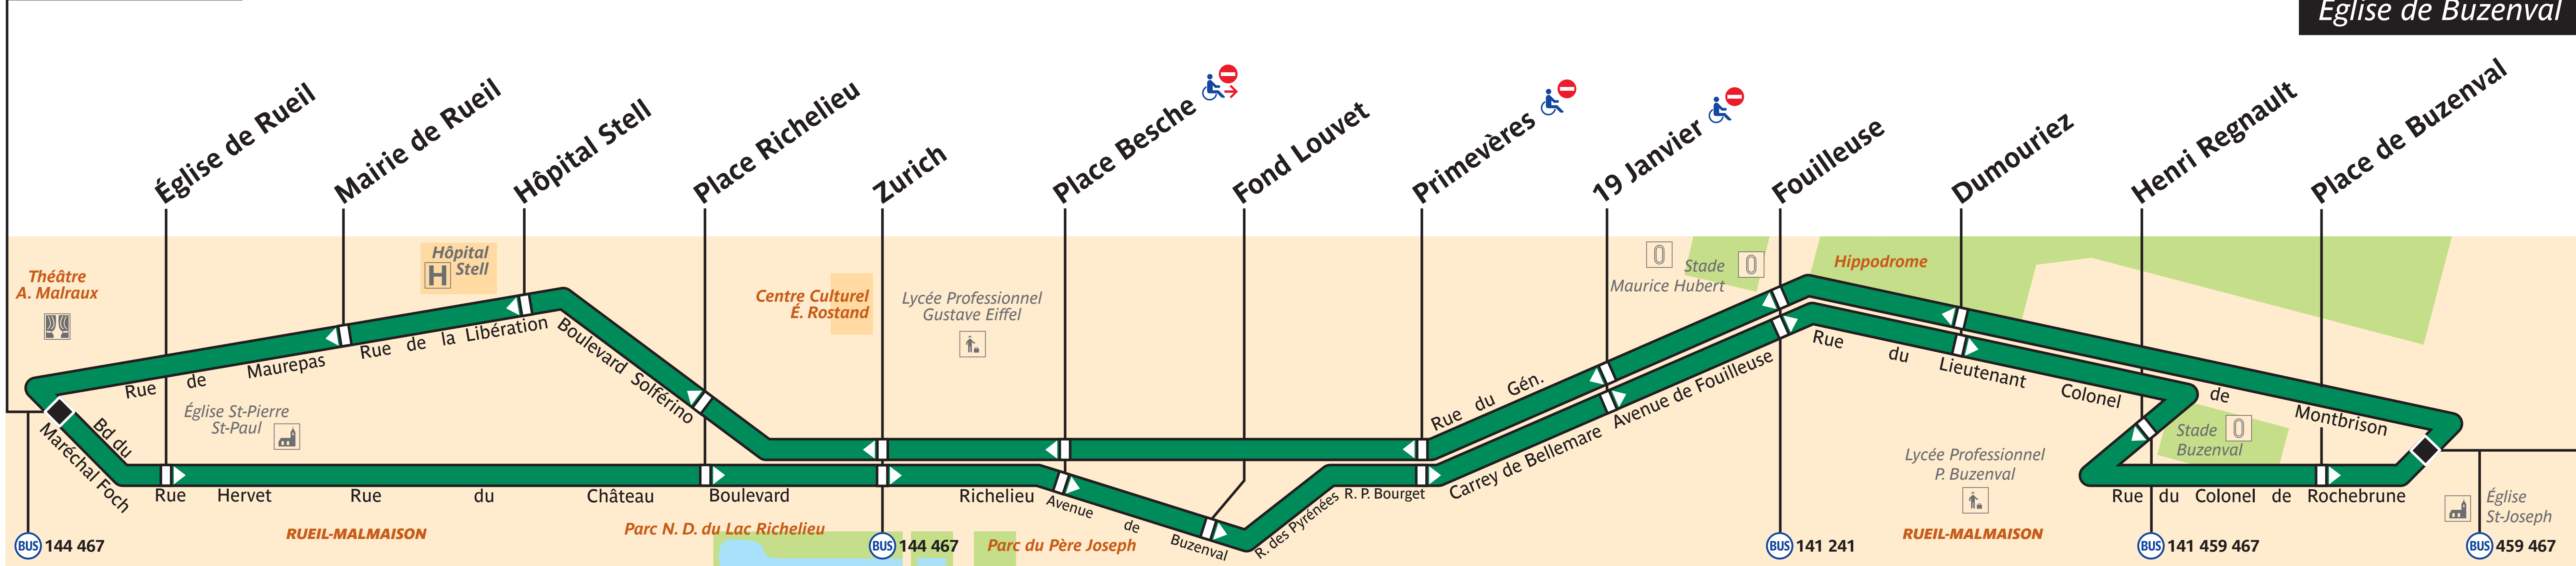 Église de Buzenval
Église de Rueil
Mairie de Rueil
Hôpital Stell
Place Richelieu
Zurich
Place Besche
Fond Louvet
Primevères
19 Janvier
Fouilleuse
Dumouriez
Henri Regnault
Place de Buzenval
Théâtre
A. Malraux
Hôpital
Stell
H
Centre Culturel
É. Rostand
Lycée Professionnel
Gustave Eiffel
Stade
Maurice Hubert
Hippodrome
Rue de Maurepas
Rue de la Libération
Boulevard Solférino
Rue du Gén.
Rue du Lieutenant Colonel de Montbrison
Église St-Pierre
St-Paul
Bd du
Maréchal Foch
Carrey de Bellemare
Avenue de Fouilleuse
Stade
Buzenval
Lycée Professionnel
P. Buzenval
Rue Hervet
Rue du Château
Boulevard Richelieu
Avenue de Buzenval
R. des Pyrénées
R. P. Bourget
Rue du Colonel de Rochebrune
Église
St-Joseph
RUEIL-MALMAISON
Parc N. D. du Lac Richelieu
Parc du Père Joseph
RUEIL-MALMAISON
BUS 144 467
BUS 144 467
BUS 141 241
BUS 141 459 467
BUS 459 467